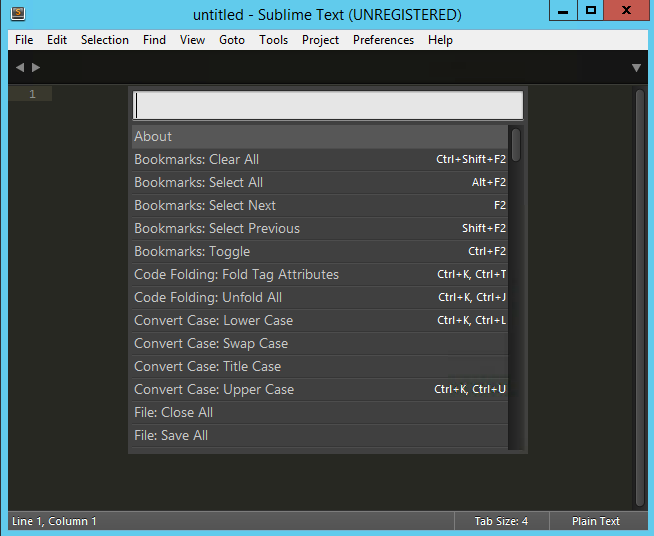 untitled - Sublime Text (UNREGISTERED)
File Edit Selection Find View Goto Tools Project Preferences Help
1
About
Bookmarks: Clear All Ctrl+Shift+F2
Bookmarks: Select All Alt+F2
Bookmarks: Select Next F2
Bookmarks: Select Previous Shift+F2
Bookmarks: Toggle Ctrl+F2
Code Folding: Fold Tag Attributes Ctrl+K, Ctrl+T
Code Folding: Unfold All Ctrl+K, Ctrl+J
Convert Case: Lower Case Ctrl+K, Ctrl+L
Convert Case: Swap Case
Convert Case: Title Case
Convert Case: Upper Case Ctrl+K, Ctrl+U
File: Close All
File: Save All
Line 1, Column 1 Tab Size: 4 Plain Text